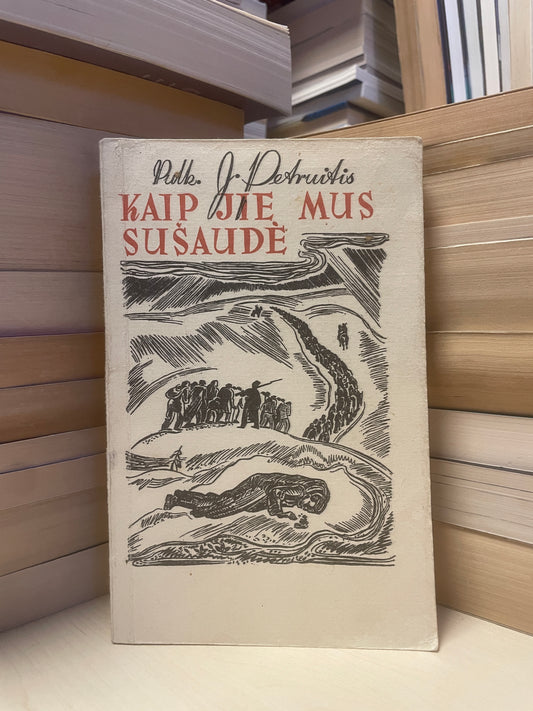 Pulk. J. Petruitis
KAIP JIE MUS
SUŠAUDĖ